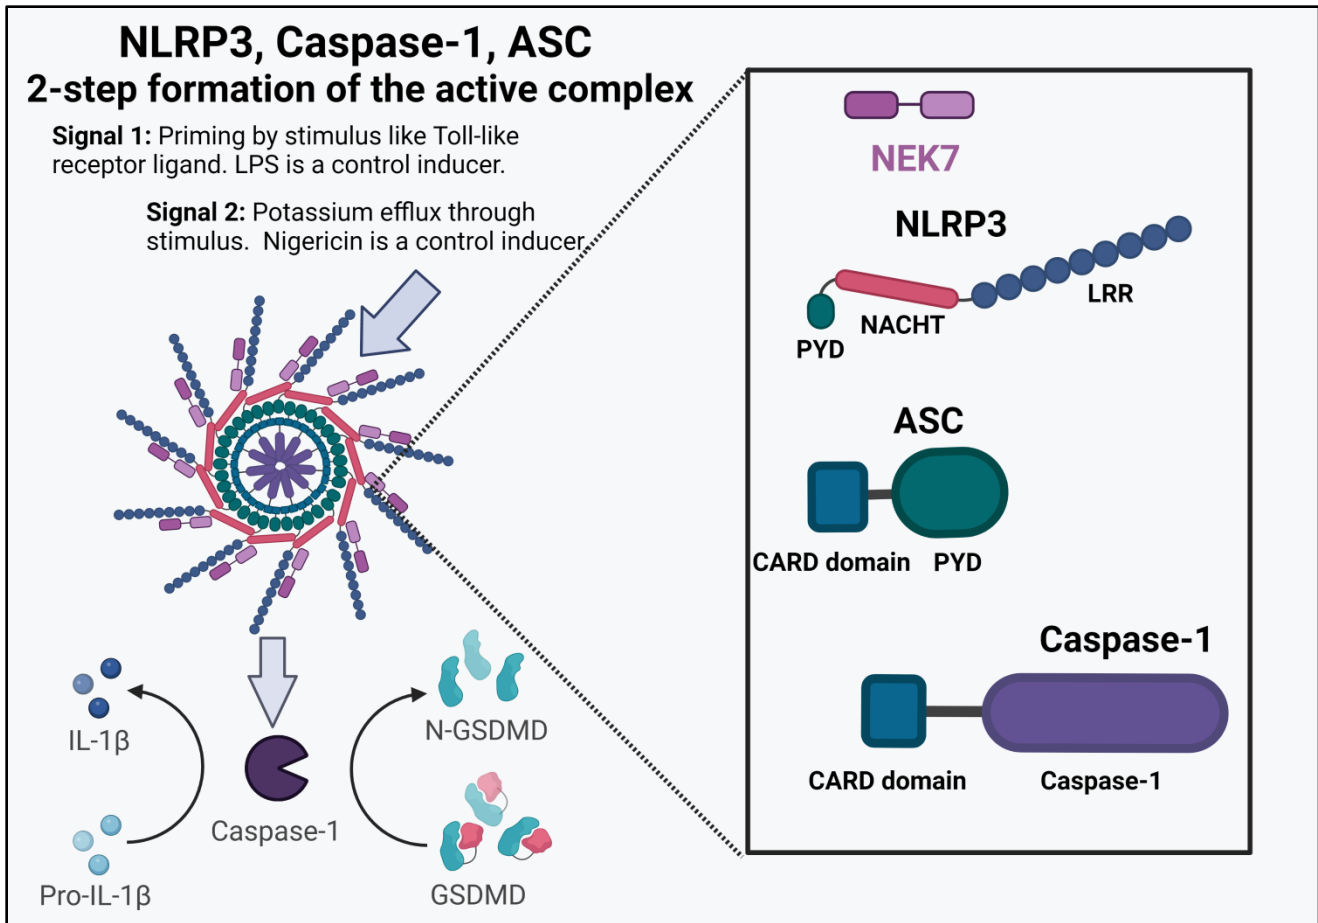 NLRP3, Caspase-1, ASC
2-step formation of the active complex
Signal 1: Priming by stimulus like Toll-like
receptor ligand. LPS is a control inducer.
Signal 2: Potassium efflux through
stimulus.  Nigericin is a control inducer.
NEK7
NLRP3
LRR
NACHT
PYD
ASC
CARD domain PYD
Caspase-1
CARD domain Caspase-1
IL-1β
N-GSDMD
Caspase-1
Pro-IL-1β
GSDMD